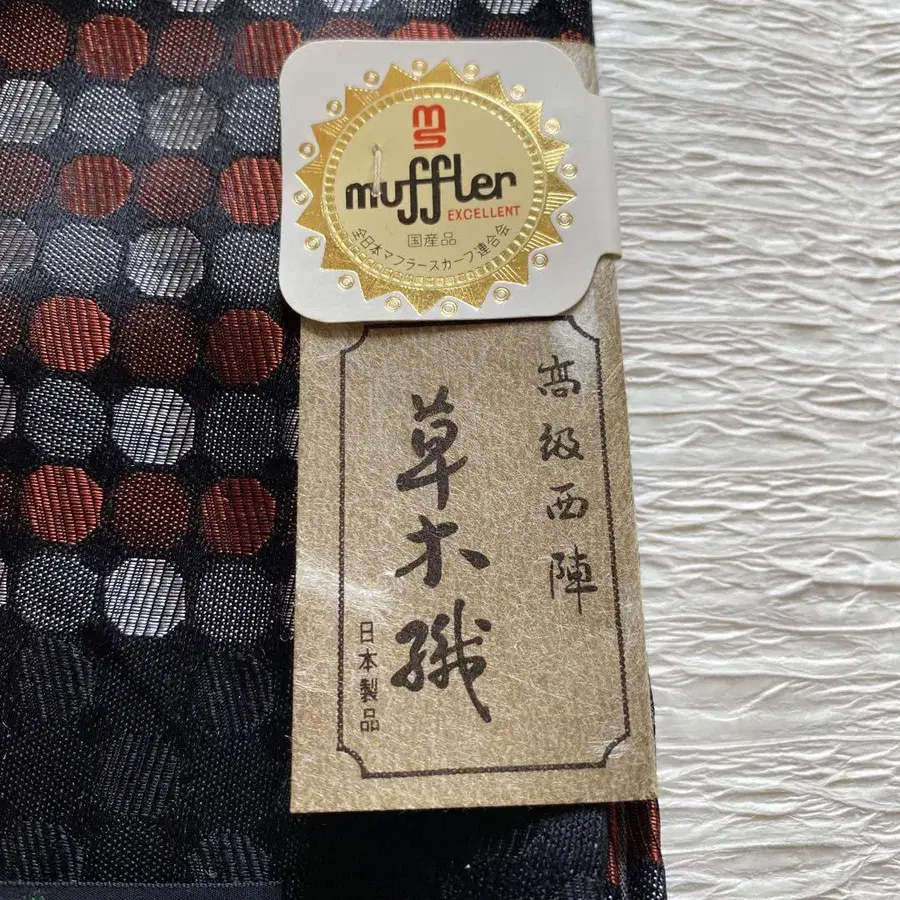 ms
muffler
EXCELLENT
国産品
全日本マフラースカーフ連合会
高級西陣
草木織
日本製品